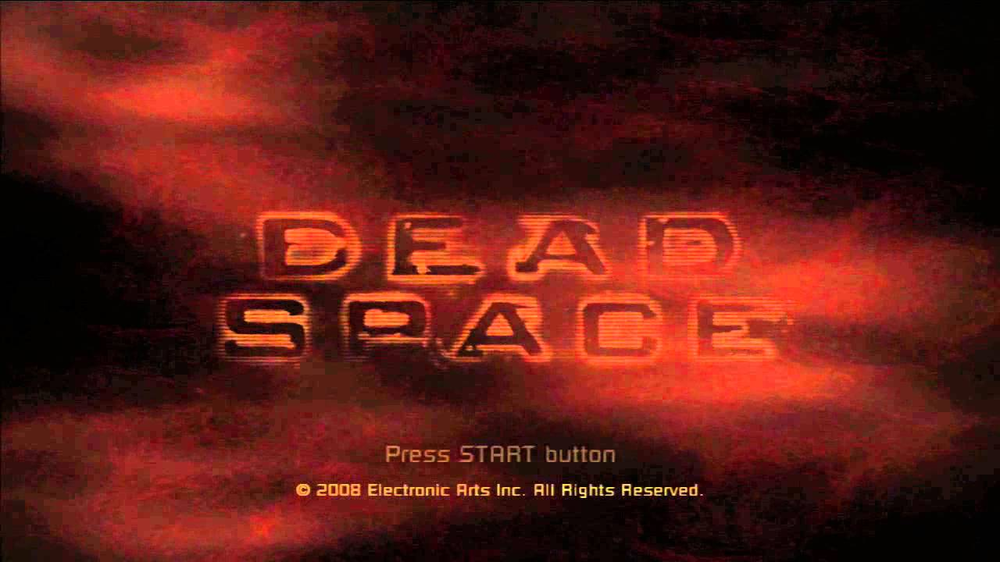 DEAD
SPACE
Press START button
© 2008 Electronic Arts Inc. All Rights Reserved.